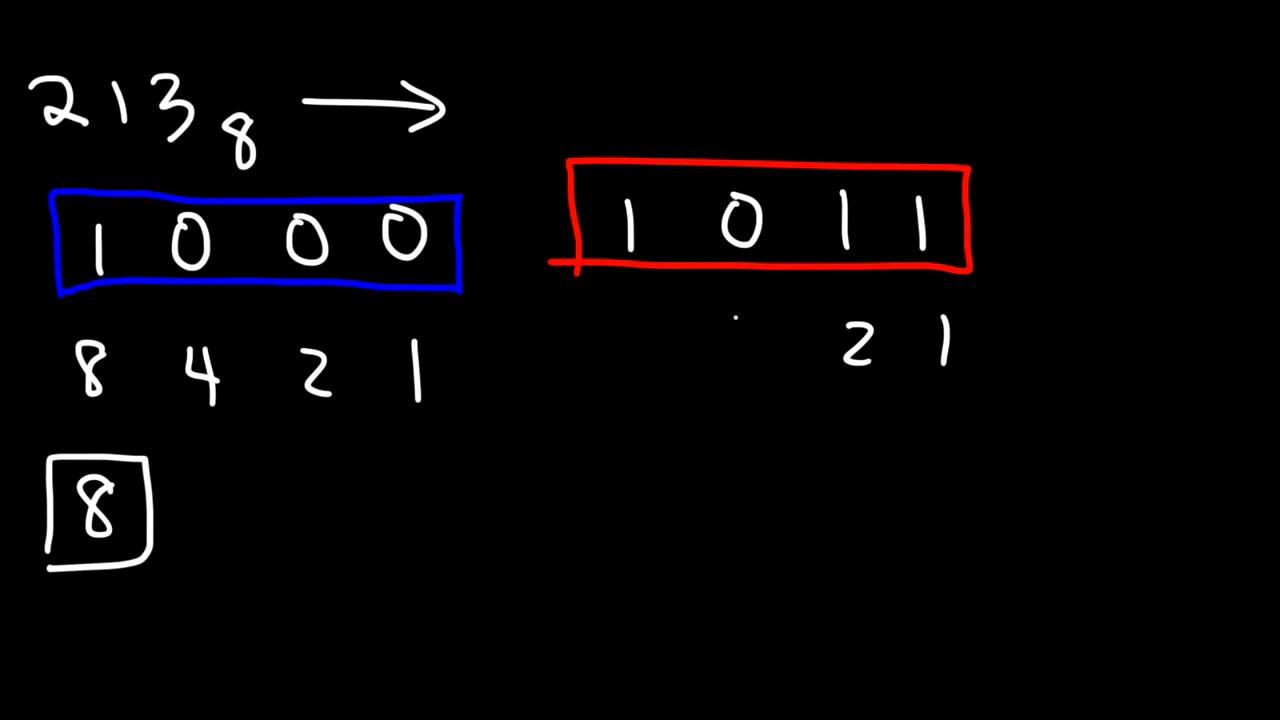 213₈ →
1 0 0 0 1 0 1 1
8 4 2 1 2 1
8